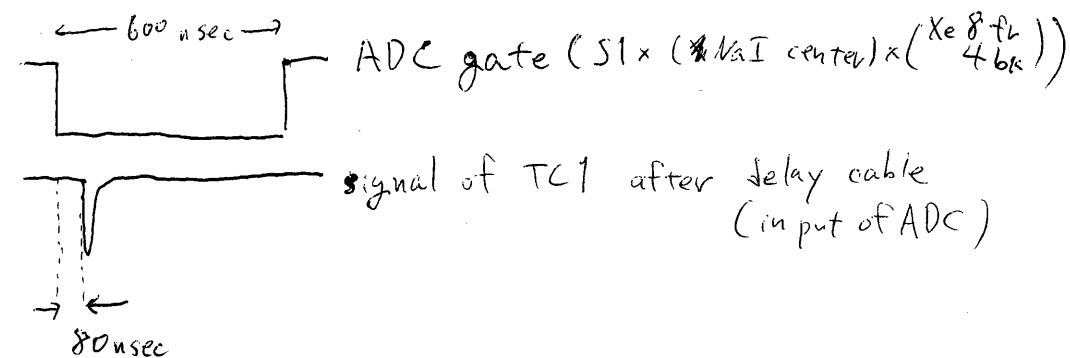 600 nsec
ADC gate (S1 × (NaI center) × (Xe 8 fr
4 bk))
signal of TC1 after delay cable
(input of ADC)
80 nsec